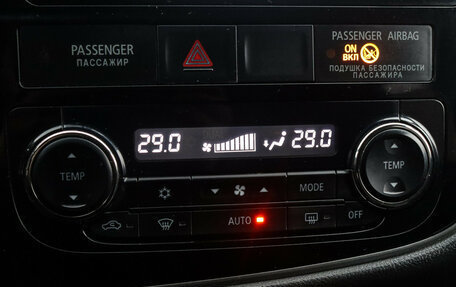 PASSENGER
ПАССАЖИР
PASSENGER AIRBAG
ON
ВКЛ
ПОДУШКА БЕЗОПАСНОСТИ
ПАССАЖИРА
29.0
29.0
TEMP
TEMP
MODE
AUTO
OFF